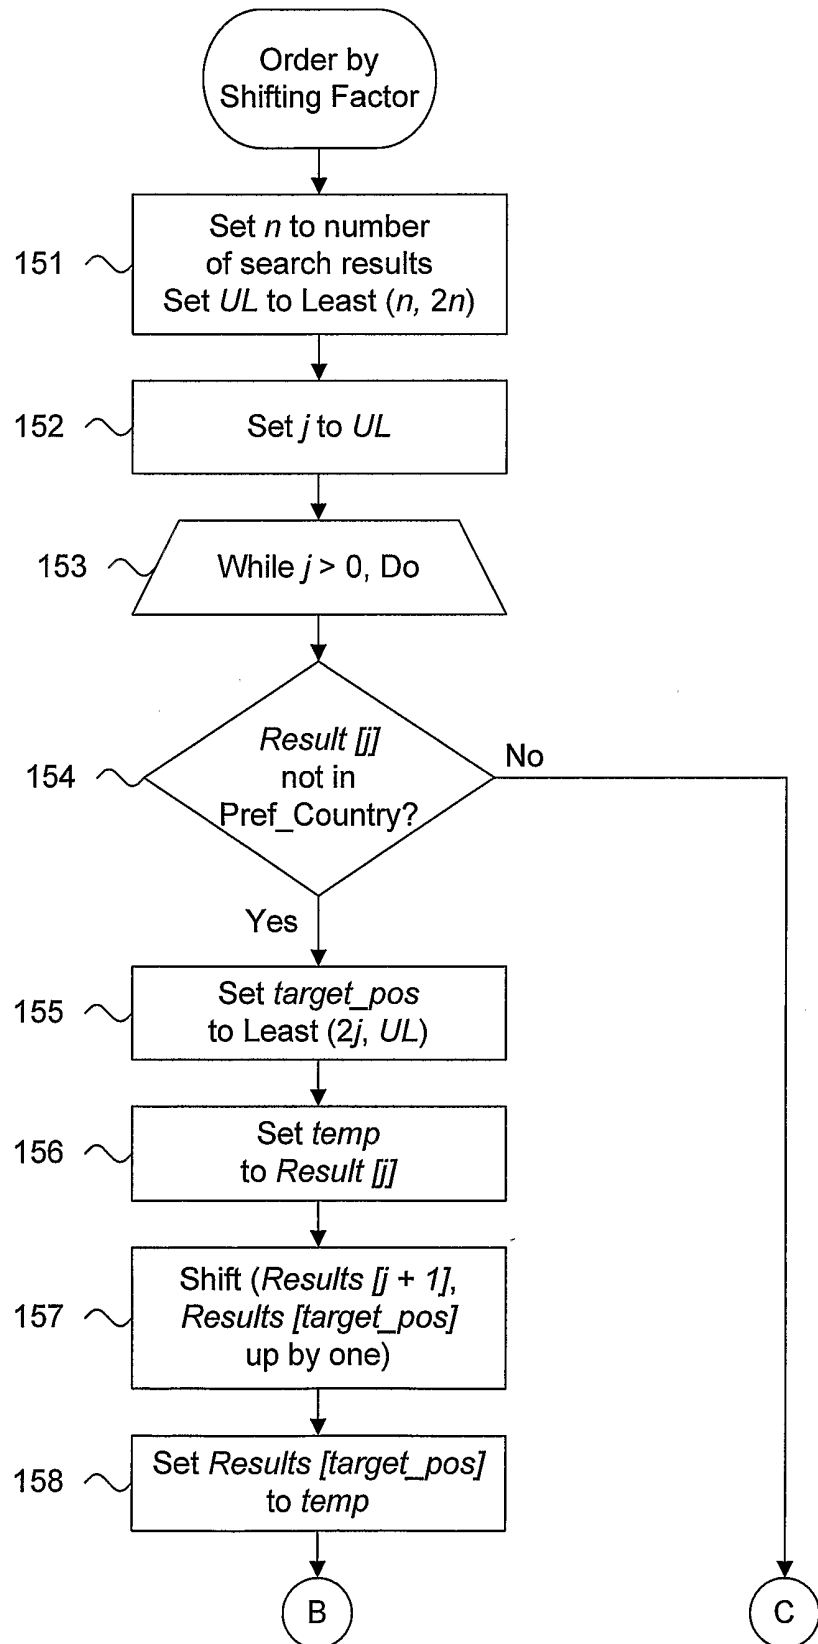 Order by
Shifting Factor
151
Set n to number
of search results
Set UL to Least (n, 2n)
152
Set j to UL
153
While j > 0, Do
154
Result [j]
not in
Pref_Country?
No
Yes
155
Set target_pos
to Least (2j, UL)
156
Set temp
to Result [j]
157
Shift (Results [j + 1],
Results [target_pos]
up by one)
158
Set Results [target_pos]
to temp
B
C